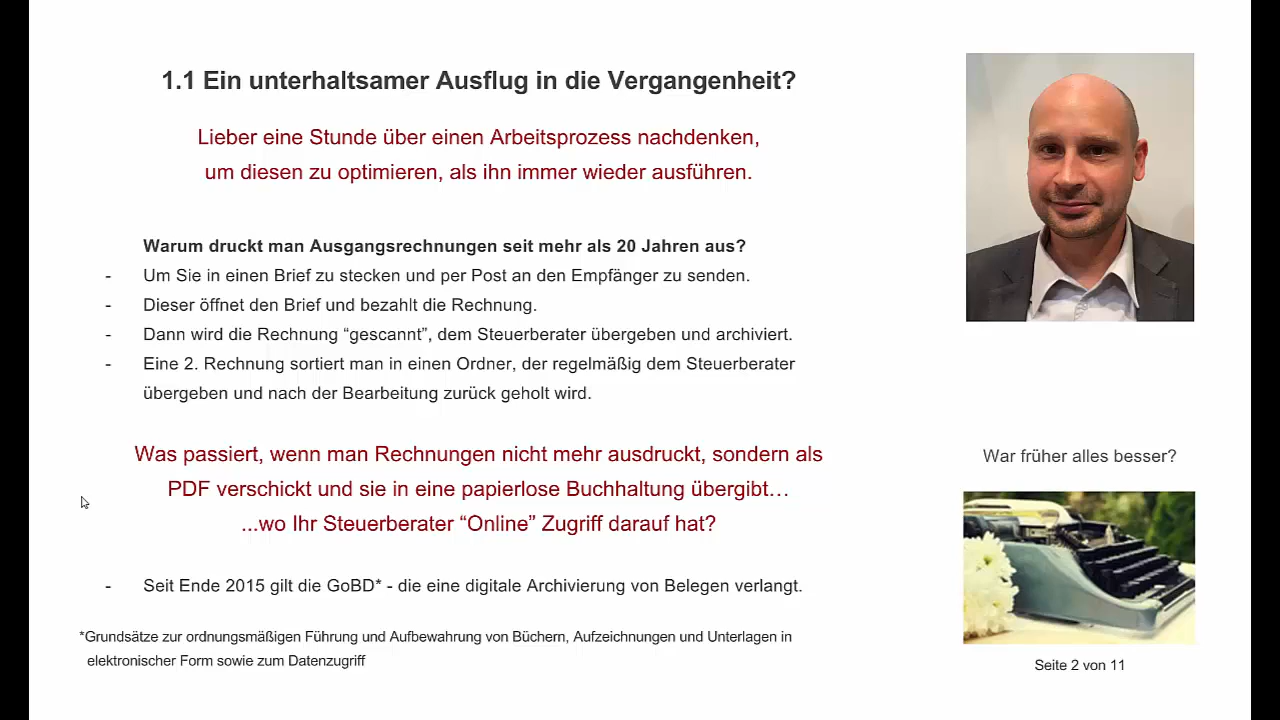 1.1 Ein unterhaltsamer Ausflug in die Vergangenheit?
Lieber eine Stunde über einen Arbeitsprozess nachdenken,
um diesen zu optimieren, als ihn immer wieder ausführen.
Warum druckt man Ausgangsrechnungen seit mehr als 20 Jahren aus?
- Um Sie in einen Brief zu stecken und per Post an den Empfänger zu senden.
- Dieser öffnet den Brief und bezahlt die Rechnung.
- Dann wird die Rechnung “gescannt”, dem Steuerberater übergeben und archiviert.
- Eine 2. Rechnung sortiert man in einen Ordner, der regelmäßig dem Steuerberater
übergeben und nach der Bearbeitung zurück geholt wird.
Was passiert, wenn man Rechnungen nicht mehr ausdruckt, sondern als
PDF verschickt und sie in eine papierlose Buchhaltung übergibt…
...wo Ihr Steuerberater “Online” Zugriff darauf hat?
- Seit Ende 2015 gilt die GoBD* - die eine digitale Archivierung von Belegen verlangt.
*Grundsätze zur ordnungsmäßigen Führung und Aufbewahrung von Büchern, Aufzeichnungen und Unterlagen in
elektronischer Form sowie zum Datenzugriff
War früher alles besser?
Seite 2 von 11